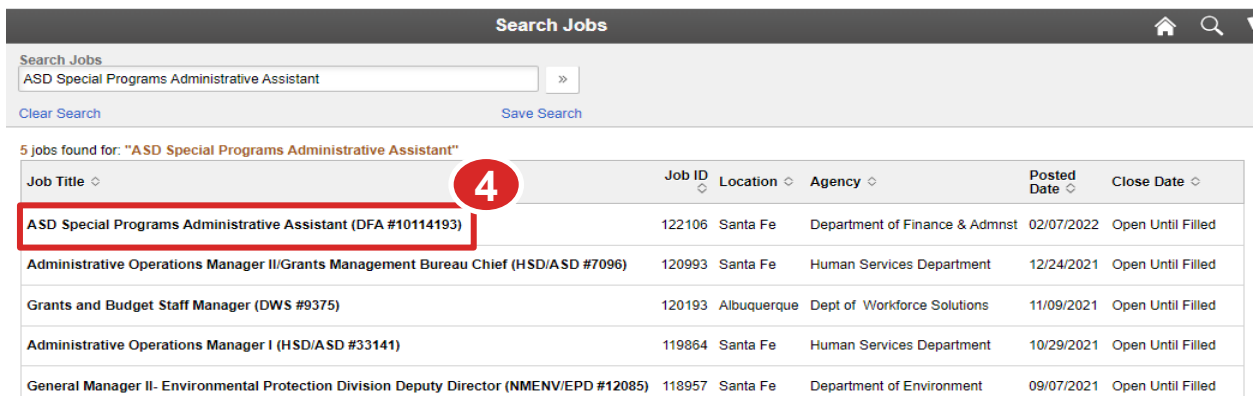 Search Jobs
Search Jobs
ASD Special Programs Administrative Assistant »
Clear Search Save Search
5 jobs found for: "ASD Special Programs Administrative Assistant"
Job Title Job ID Location Agency Posted Date Close Date
4
ASD Special Programs Administrative Assistant (DFA #10114193) 122106 Santa Fe Department of Finance & Admnst 02/07/2022 Open Until Filled
Administrative Operations Manager II/Grants Management Bureau Chief (HSD/ASD #7096) 120993 Santa Fe Human Services Department 12/24/2021 Open Until Filled
Grants and Budget Staff Manager (DWS #9375) 120193 Albuquerque Dept of Workforce Solutions 11/09/2021 Open Until Filled
Administrative Operations Manager I (HSD/ASD #33141) 119864 Santa Fe Human Services Department 10/29/2021 Open Until Filled
General Manager II- Environmental Protection Division Deputy Director (NMENV/EPD #12085) 118957 Santa Fe Department of Environment 09/07/2021 Open Until Filled